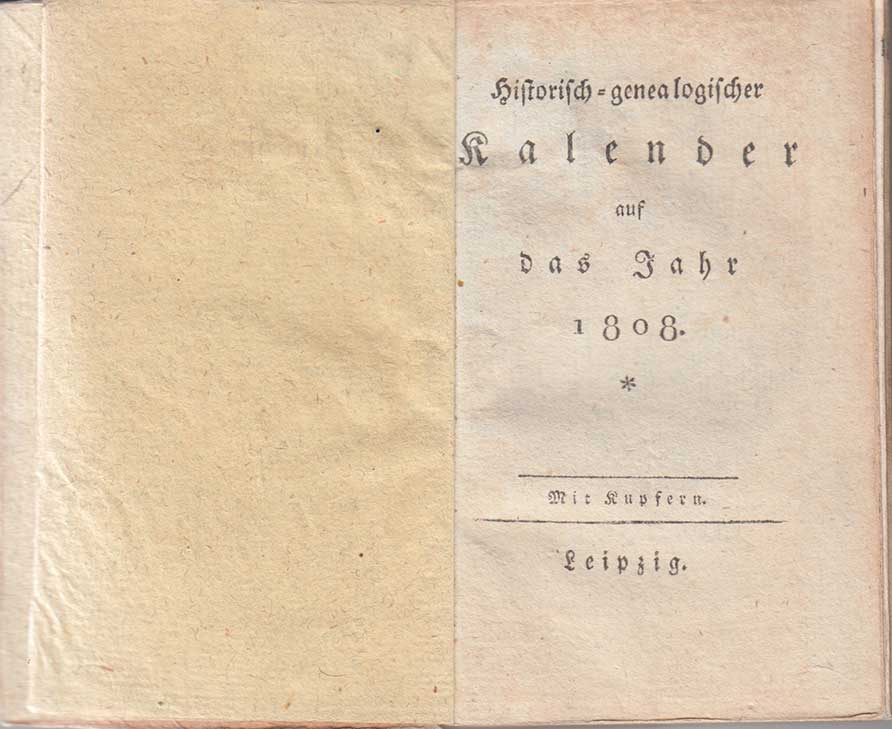 Hiſtoriſch-genealogiſcher
Kalender
auf
das Jahr
1808.
*
Mit Kupfern.
Leipzig.